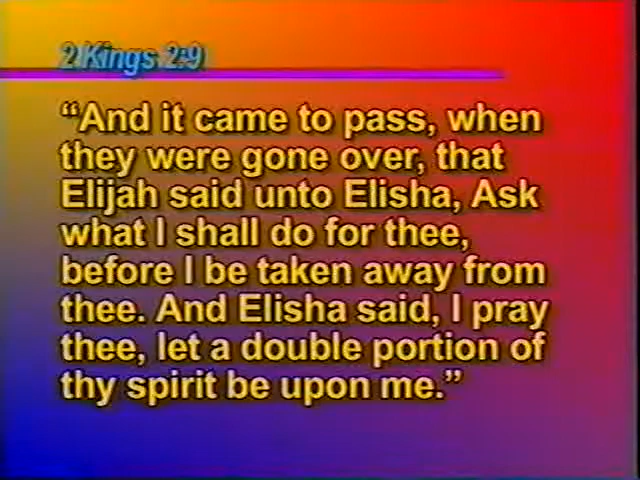 2 Kings 2:9
“And it came to pass, when
they were gone over, that
Elijah said unto Elisha, Ask
what I shall do for thee,
before I be taken away from
thee. And Elisha said, I pray
thee, let a double portion of
thy spirit be upon me.”